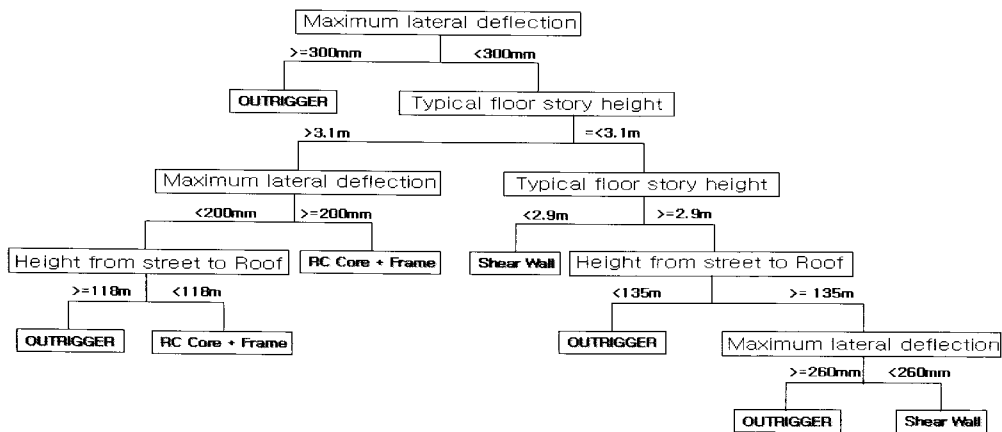 Maximum lateral deflection
>=300mm
<300mm
OUTRIGGER
Typical floor story height
>3.1m
=<3.1m
Maximum lateral deflection
Typical floor story height
<200mm
>=200mm
<2.9m
>=2.9m
Height from street to Roof
RC Core + Frame
Shear Wall
Height from street to Roof
>=118m
<118m
<135m
>= 135m
OUTRIGGER
RC Core + Frame
OUTRIGGER
Maximum lateral deflection
>=260mm
<260mm
OUTRIGGER
Shear Wall